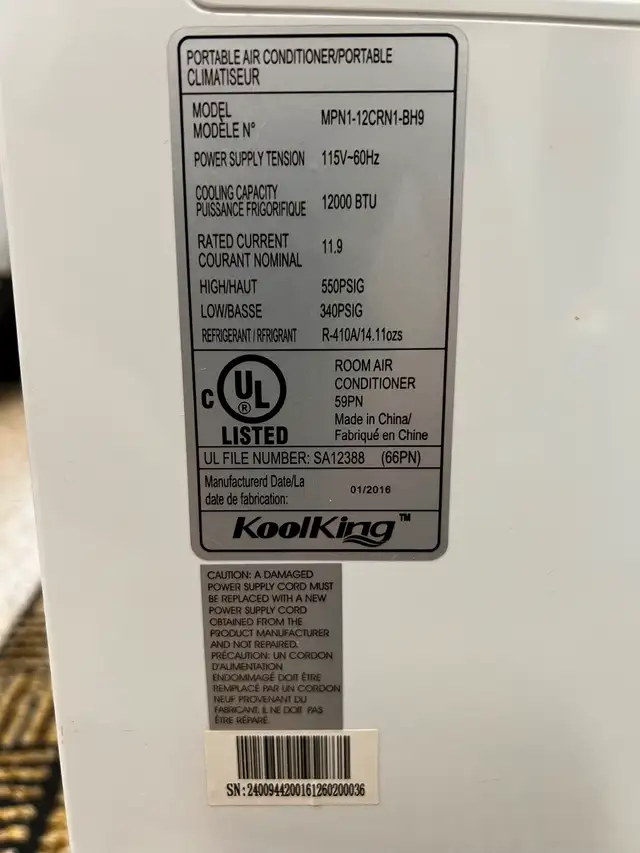 PORTABLE AIR CONDITIONER/PORTABLE
CLIMATISEUR
MODEL
MODÈLE N° MPN1-12CRN1-BH9
POWER SUPPLY TENSION 115V~60Hz
COOLING CAPACITY
PUISSANCE FRIGORIFIQUE 12000 BTU
RATED CURRENT
COURANT NOMINAL 11.9
HIGH/HAUT 550PSIG
LOW/BASSE 340PSIG
REFRIGERANT/RFRIGRANT R-410A/14.11ozs
C UL ® LISTED
ROOM AIR
CONDITIONER
59PN
Made in China/
Fabriqué en Chine
UL FILE NUMBER: SA12388 (66PN)
Manufacturerd Date/La
date de fabrication: 01/2016
KoolKing™
CAUTION: A DAMAGED
POWER SUPPLY CORD MUST
BE REPLACED WITH A NEW
POWER SUPPLY CORD
OBTAINED FROM THE
PRODUCT MANUFACTURER
AND NOT REPAIRED.
PRÉCAUTION: UN CORDON
D'ALIMENTATION
ENDOMMAGÉ DOIT ÊTRE
REMPLACÉ PAR UN CORDON
NEUF PROVENANT DU
FABRICANT. IL NE DOIT PAS
ÊTRE RÉPARÉ.
SN:240094420016126020​0036